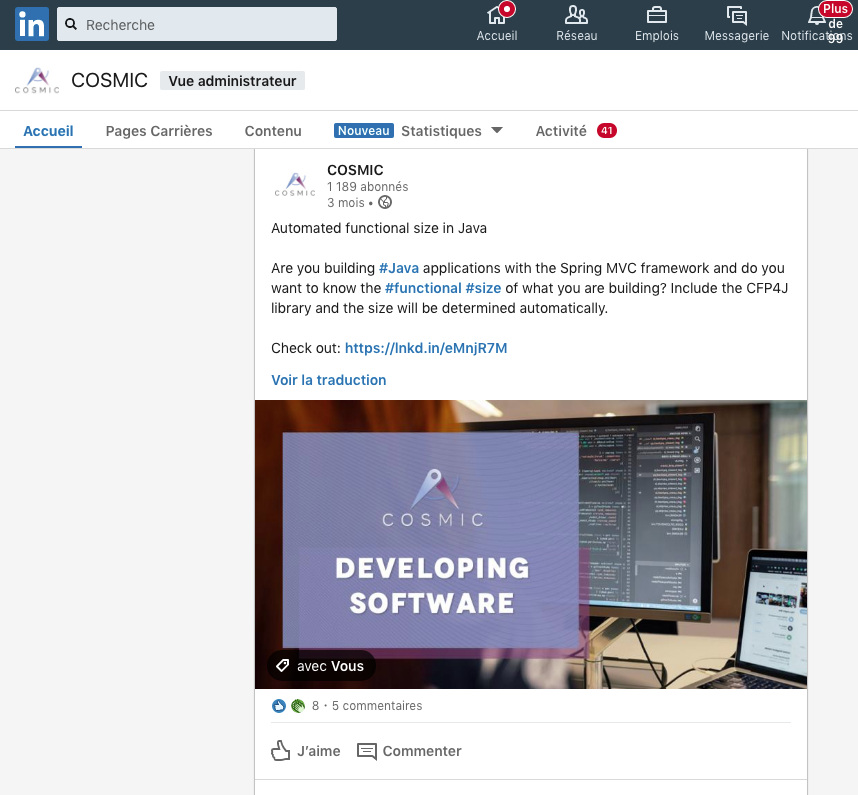 in
Recherche
Accueil
Réseau
Emplois
Messagerie
Notifications
Plus
de
99
COSMIC
COSMIC
Vue administrateur
Accueil
Pages Carrières
Contenu
Nouveau Statistiques
Activité 41
COSMIC
COSMIC
1 189 abonnés
3 mois •
Automated functional size in Java
Are you building #Java applications with the Spring MVC framework and do you
want to know the #functional #size of what you are building? Include the CFP4J
library and the size will be determined automatically.
Check out: https://lnkd.in/eMnjR7M
Voir la traduction
COSMIC
DEVELOPING
SOFTWARE
avec Vous
8 · 5 commentaires
J’aime
Commenter